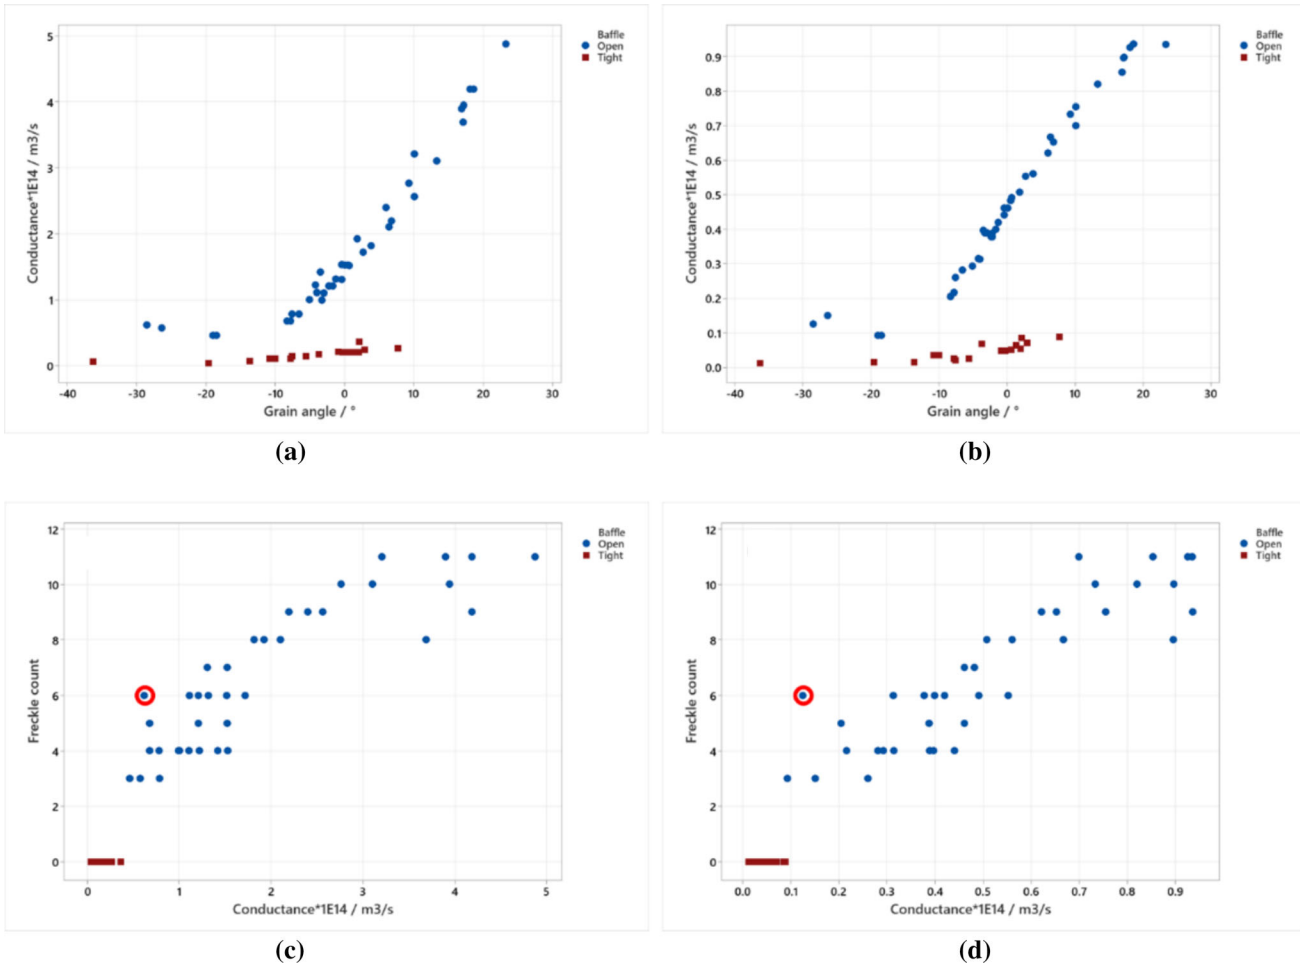 Baffle
Open
Tight
5
4
3
2
1
0
Conductance*1E14 / m3/s
-40 -30 -20 -10 0 10 20 30
Grain angle / °
(a)
Baffle
Open
Tight
0.9
0.8
0.7
0.6
0.5
0.4
0.3
0.2
0.1
0.0
Conductance*1E14 / m3/s
-40 -30 -20 -10 0 10 20 30
Grain angle / °
(b)
Baffle
Open
Tight
12
10
8
6
4
2
0
Freckle count
0 1 2 3 4 5
Conductance*1E14 / m3/s
(c)
Baffle
Open
Tight
12
10
8
6
4
2
0
Freckle count
0.0 0.1 0.2 0.3 0.4 0.5 0.6 0.7 0.8 0.9
Conductance*1E14 / m3/s
(d)